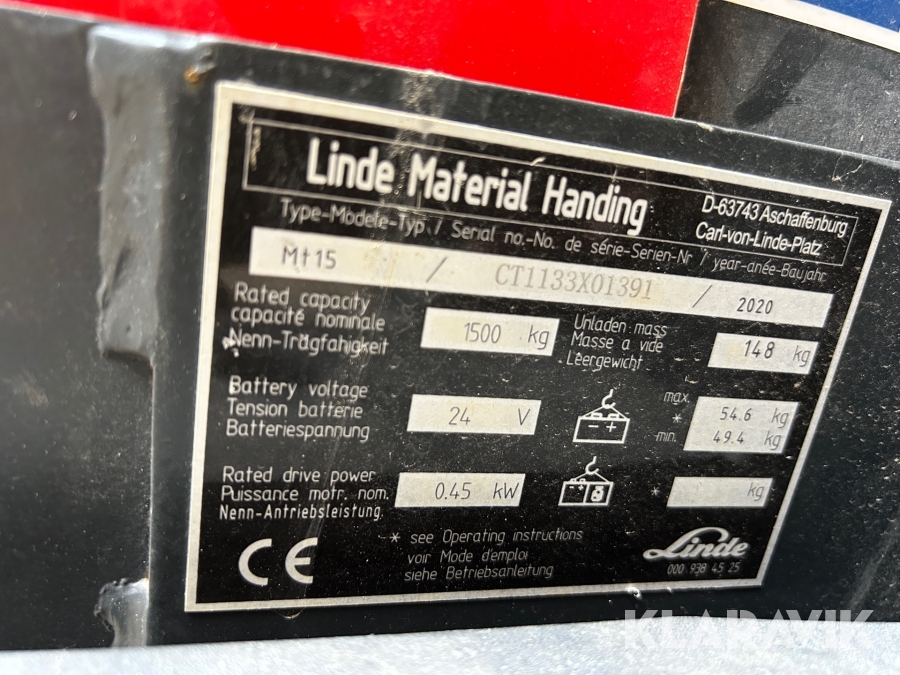 Linde Material Handing
D-63743 Aschaffenburg
Carl-von-Linde-Platz
Type-Modele-Typ / Serial no.-No. de série-Serien-Nr / year-anée-Baujahr
Mt15 / CT1133X01391 / 2020
Rated capacity
capacité nominale
Nenn-Trägfahigkeit
1500 kg
Unladen mass
Masse a vide
Leergewicht
148 kg
Battery voltage
Tension batterie
Batteriespannung
24 V
max.
*
min.
54.6 kg
49.4 kg
Rated drive power
Puissance motr. nom.
Nenn-Antriebsleistung.
0.45 kW
* kg
* see Operating instructions
voir Mode d'emploi
siehe Betriebsanleitung
CE
Linde
000 938 45 25
KLARAVIK